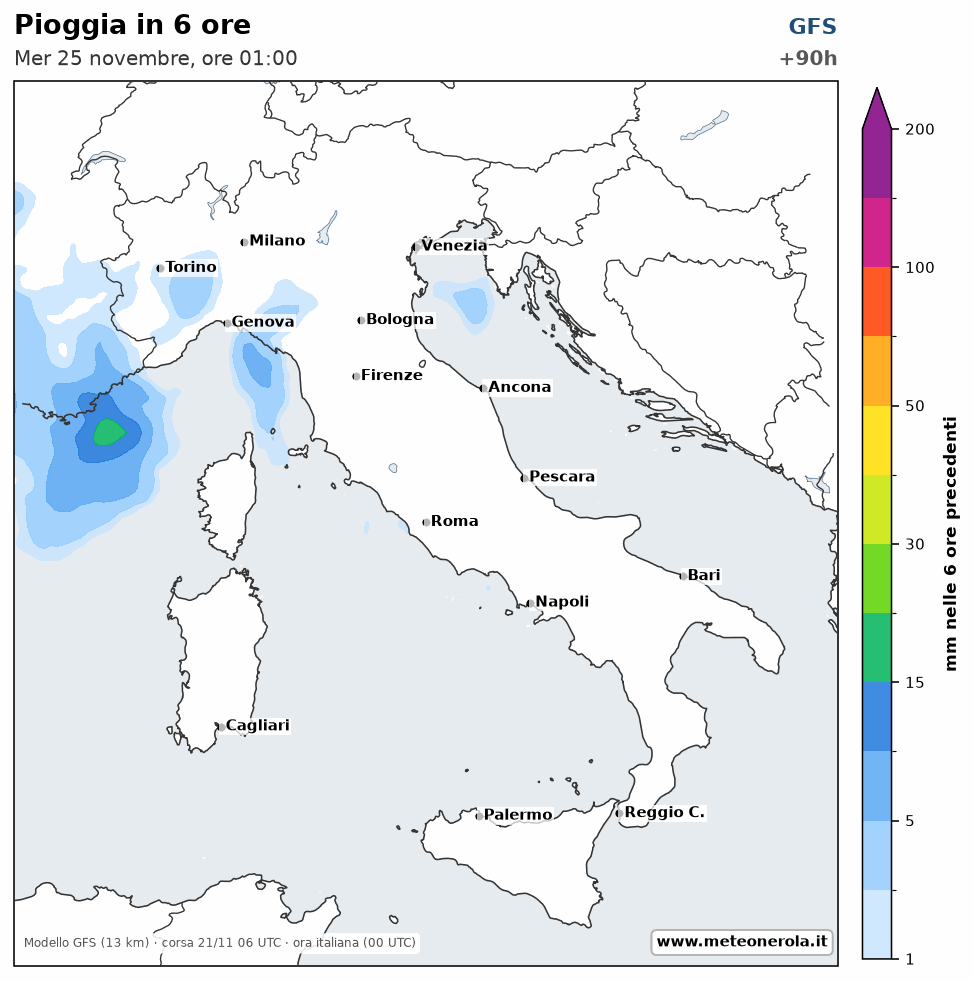 Pioggia in 6 ore
GFS
Mer 25 novembre, ore 01:00
+90h
Milano
Venezia
Torino
Genova
Bologna
Firenze
Ancona
Pescara
Roma
Bari
Napoli
Cagliari
Palermo
Reggio C.
200
100
50
30
15
5
1
mm nelle 6 ore precedenti
Modello GFS (13 km) · corsa 21/11 06 UTC · ora italiana (00 UTC)
www.meteonerola.it